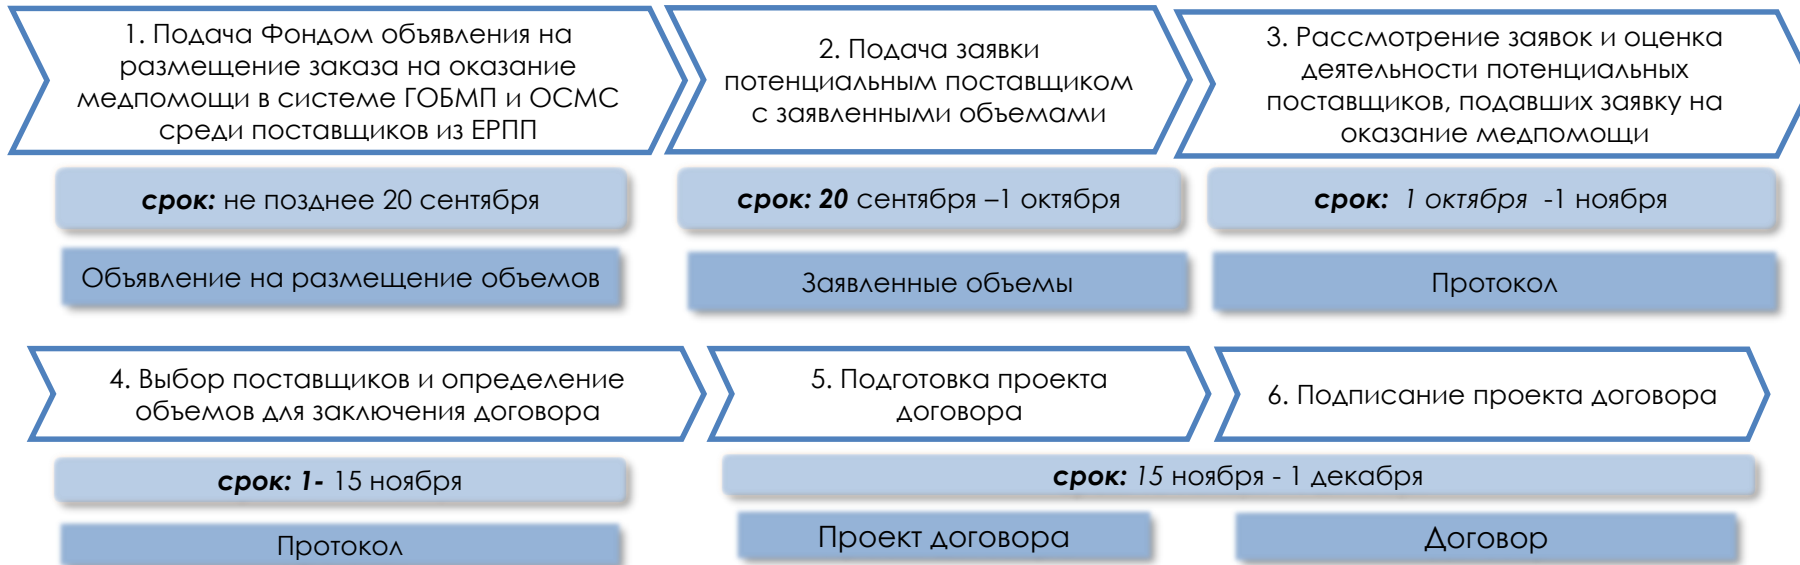 1. Подача Фондом объявления на
размещение заказа на оказание
медпомощи в системе ГОБМП и ОСМС
среди поставщиков из ЕРПП
2. Подача заявки
потенциальным поставщиком
с заявленными объемами
3. Рассмотрение заявок и оценка
деятельности потенциальных
поставщиков, подавших заявку на
оказание медпомощи
срок: не позднее 20 сентября
срок: 20 сентября –1 октября
срок: 1 октября -1 ноября
Объявление на размещение объемов
Заявленные объемы
Протокол
4. Выбор поставщиков и определение
объемов для заключения договора
5. Подготовка проекта
договора
6. Подписание проекта договора
срок: 1- 15 ноября
срок: 15 ноября - 1 декабря
Протокол
Проект договора
Договор